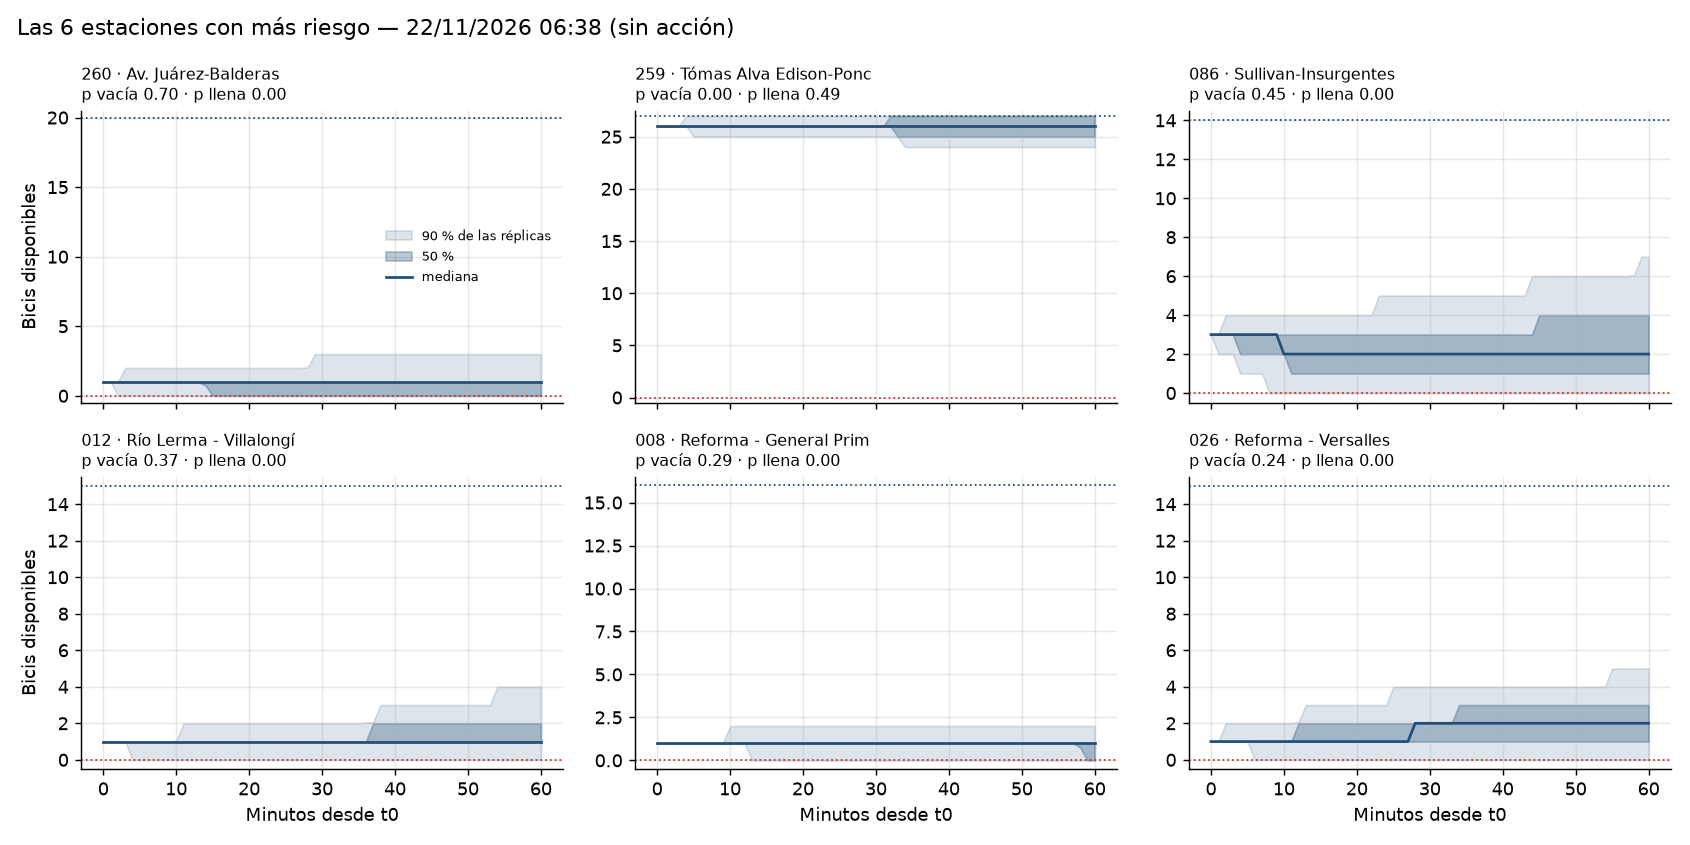 Las 6 estaciones con más riesgo — 22/11/2026 06:38 (sin acción)
260 · Av. Juárez-Balderas
p vacía 0.70 · p llena 0.00
20
15
10
5
0
Bicis disponibles
90 % de las réplicas
50 %
mediana
259 · Tómas Alva Edison-Ponc
p vacía 0.00 · p llena 0.49
25
20
15
10
5
0
086 · Sullivan-Insurgentes
p vacía 0.45 · p llena 0.00
14
12
10
8
6
4
2
0
012 · Río Lerma - Villalongí
p vacía 0.37 · p llena 0.00
14
12
10
8
6
4
2
0
Bicis disponibles
0 10 20 30 40 50 60
Minutos desde t0
008 · Reforma - General Prim
p vacía 0.29 · p llena 0.00
15.0
12.5
10.0
7.5
5.0
2.5
0.0
0 10 20 30 40 50 60
Minutos desde t0
026 · Reforma - Versalles
p vacía 0.24 · p llena 0.00
14
12
10
8
6
4
2
0
0 10 20 30 40 50 60
Minutos desde t0